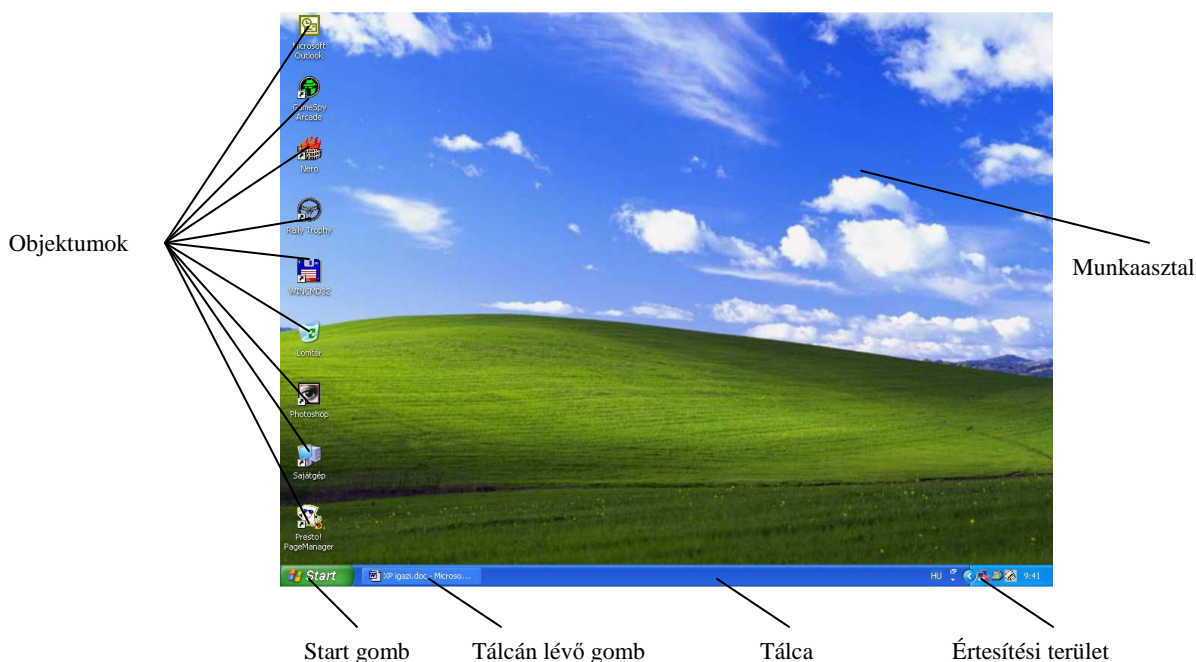 Microsoft
Outlook
GameSpy
Arcade
Nero
Rally Trophy
WINCMD32
Lomtár
Photoshop
Sajátgép
Presto!
PageManager
Objektumok
Munkaasztal
Start
XP igazi.doc - Microso...
HU
9:41
Start gomb
Tálcán lévő gomb
Tálca
Értesítési terület